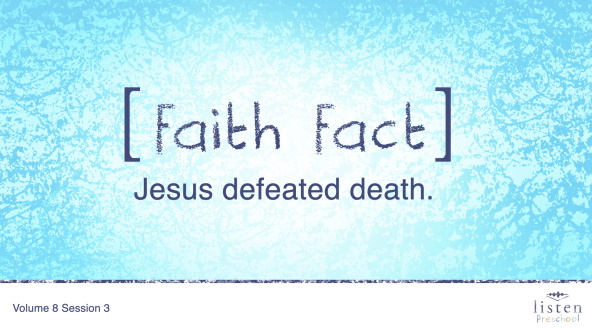 [Faith Fact]
Jesus defeated death.
Volume 8 Session 3
listen
Preschool